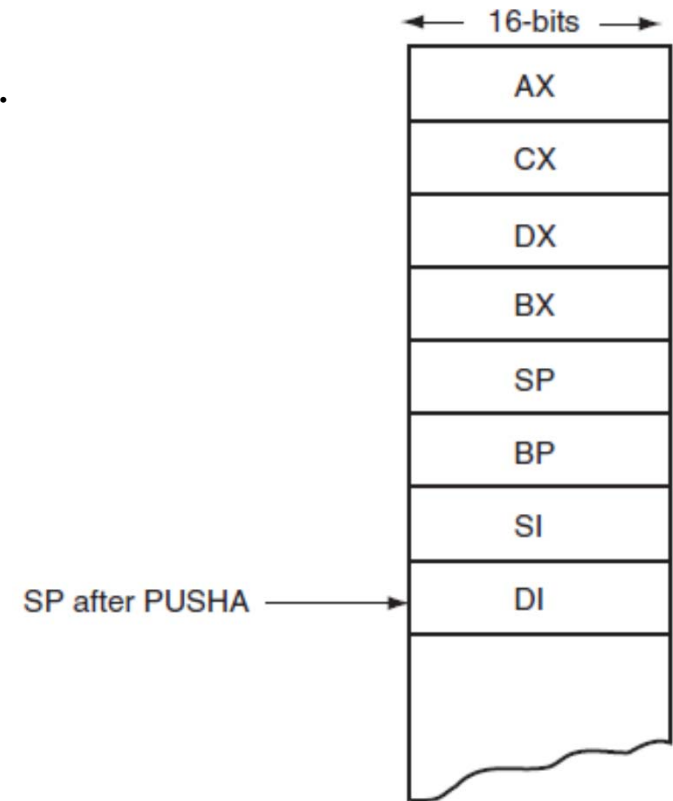 16-bits
.
AX
CX
DX
BX
SP
BP
SI
SP after PUSHA
DI